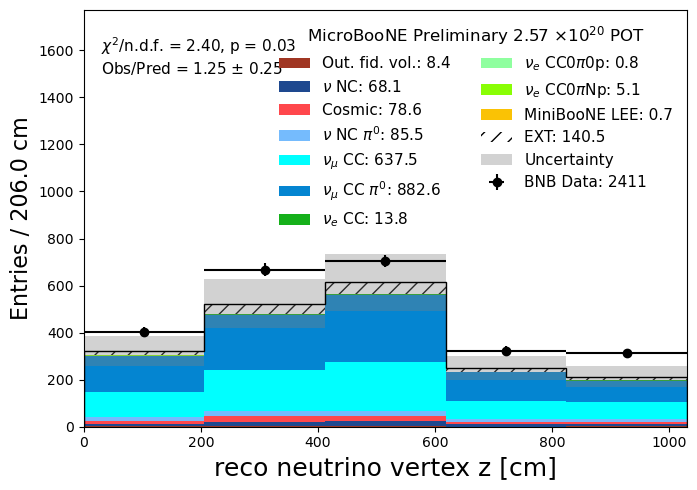 MicroBooNE Preliminary 2.57 ×10²⁰ POT
χ²/n.d.f. = 2.40, p = 0.03
Obs/Pred = 1.25 ± 0.25
Out. fid. vol.: 8.4
ν NC: 68.1
Cosmic: 78.6
ν NC π⁰: 85.5
ν_μ CC: 637.5
ν_μ CC π⁰: 882.6
ν_e CC: 13.8
ν_e CC0π0p: 0.8
ν_e CC0πNp: 5.1
MiniBooNE LEE: 0.7
EXT: 140.5
Uncertainty
BNB Data: 2411
Entries / 206.0 cm
1600
1400
1200
1000
800
600
400
200
0
0 200 400 600 800 1000
reco neutrino vertex z [cm]